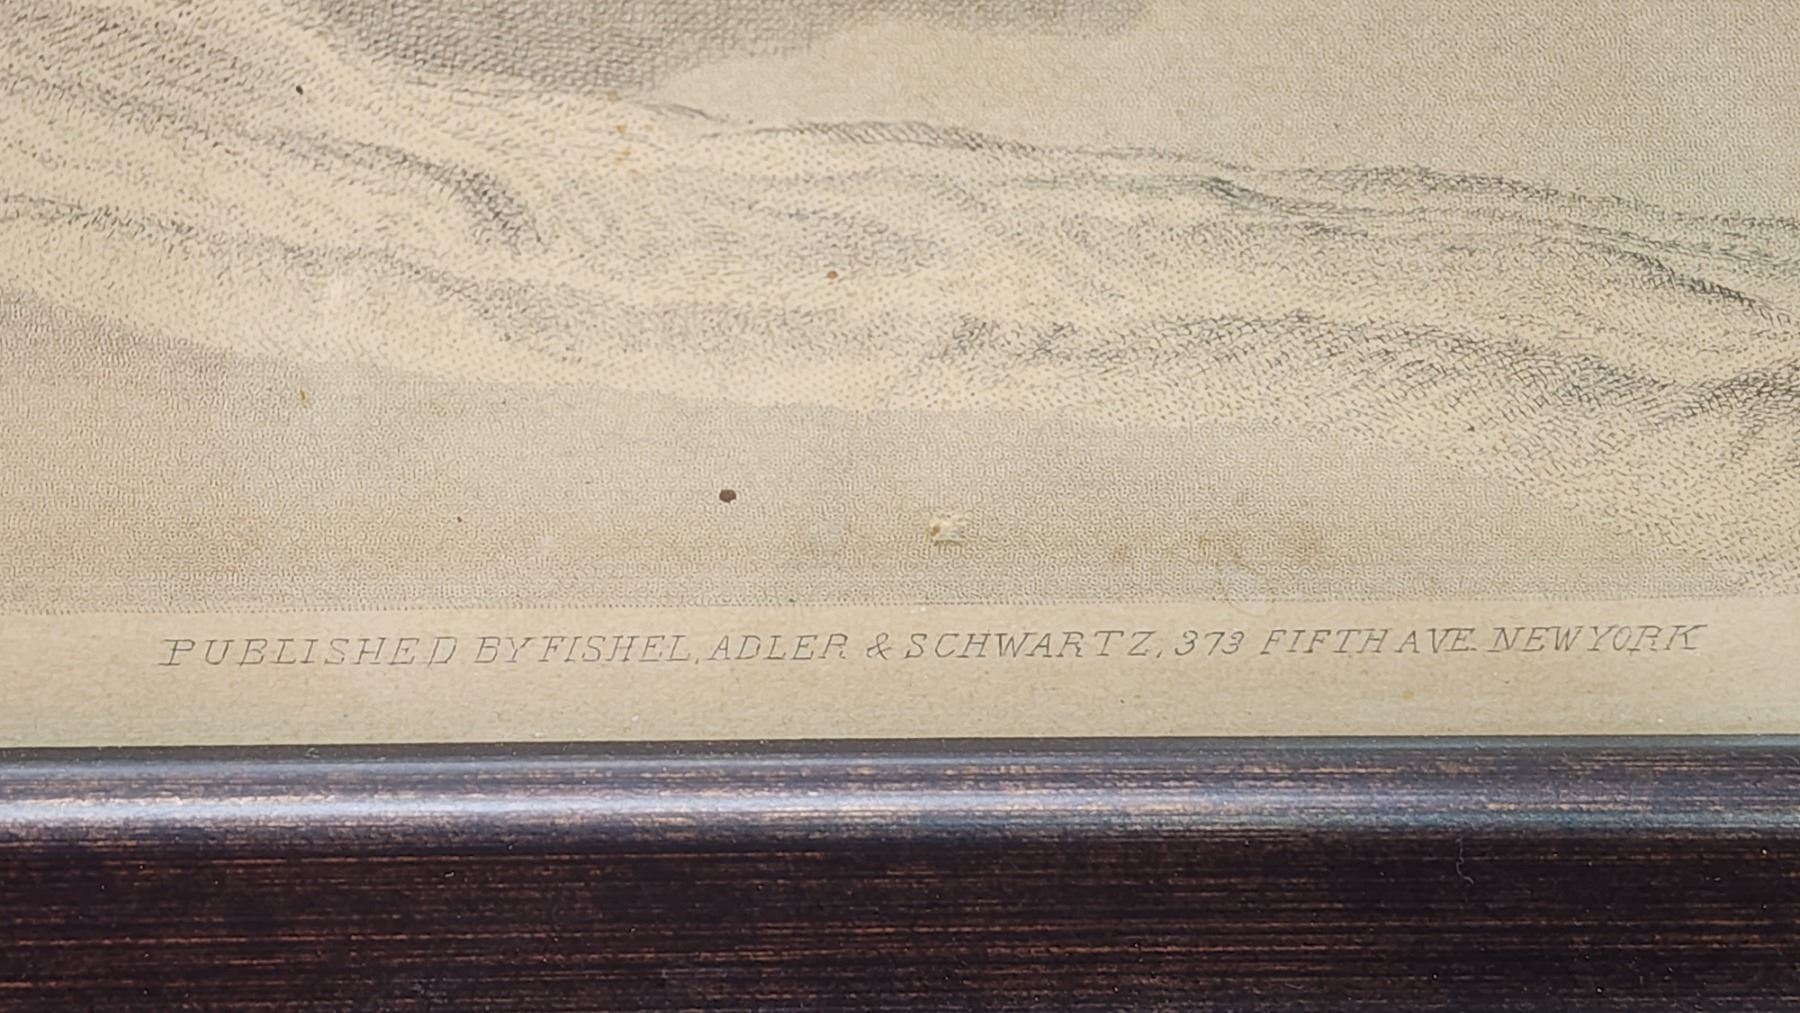 PUBLISHED BY FISHEL, ADLER & SCHWARTZ, 373 FIFTH AVE. NEW YORK